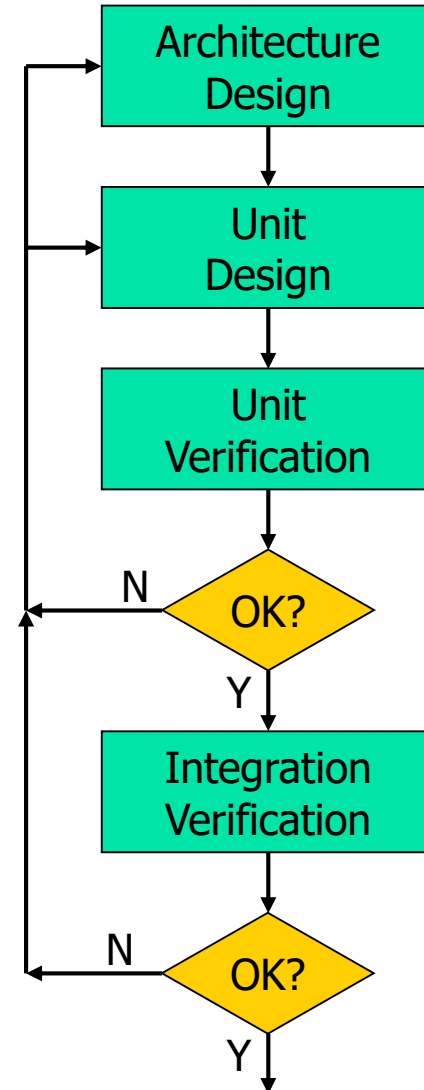 Architecture
Design
Unit
Design
Unit
Verification
N
OK?
Y
Integration
Verification
N
OK?
Y